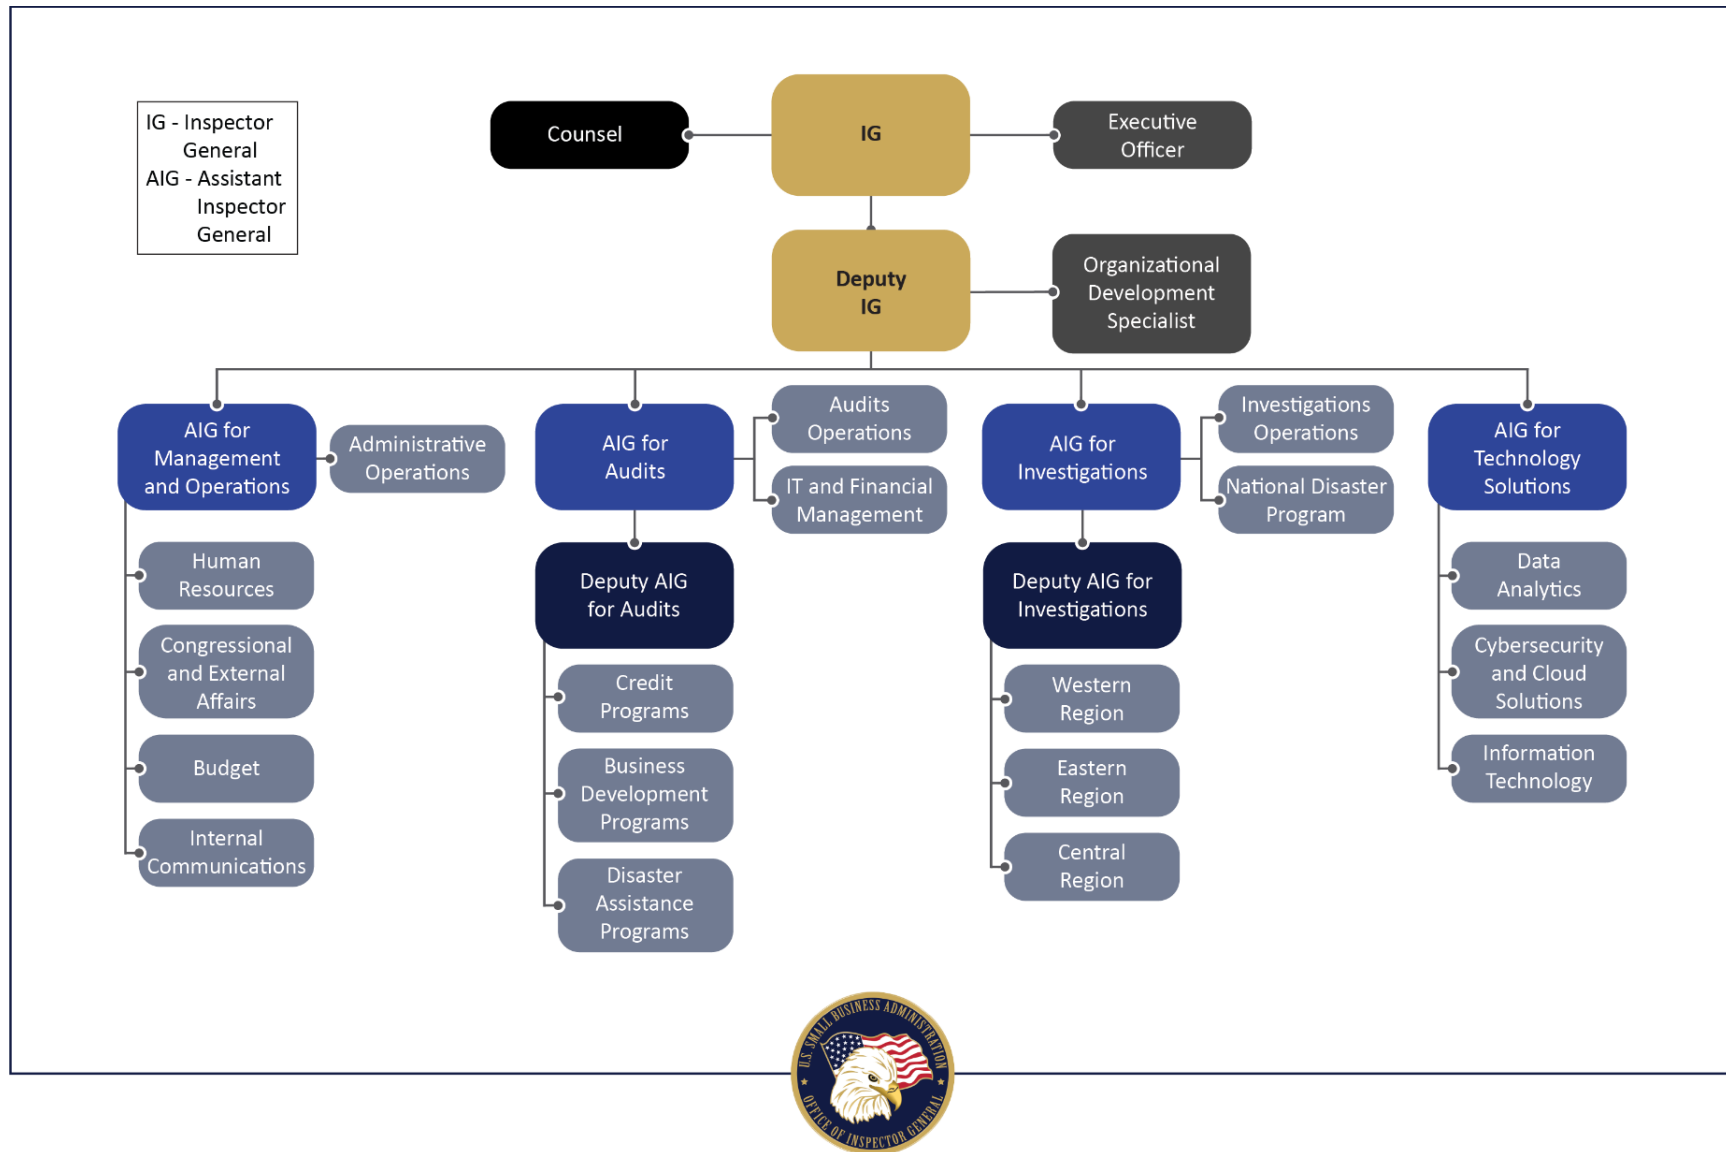 IG - Inspector
General
AIG - Assistant
Inspector
General
Counsel
IG
Executive
Officer
Deputy
IG
Organizational
Development
Specialist
AIG for
Management
and Operations
Administrative
Operations
Human
Resources
Congressional
and External
Affairs
Budget
Internal
Communications
AIG for
Audits
Audits
Operations
IT and Financial
Management
Deputy AIG
for Audits
Credit
Programs
Business
Development
Programs
Disaster
Assistance
Programs
AIG for
Investigations
Investigations
Operations
National Disaster
Program
Deputy AIG for
Investigations
Western
Region
Eastern
Region
Central
Region
AIG for
Technology
Solutions
Data
Analytics
Cybersecurity
and Cloud
Solutions
Information
Technology
U.S. SMALL BUSINESS ADMINISTRATION
OFFICE OF INSPECTOR GENERAL